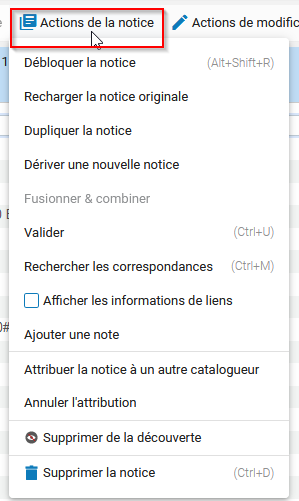 Actions de la notice Actions de modific
Débloquer la notice (Alt+Shift+R)
Recharger la notice originale
Dupliquer la notice
Dériver une nouvelle notice
Fusionner & combiner
Valider (Ctrl+U)
Rechercher les correspondances (Ctrl+M)
Afficher les informations de liens
Ajouter une note
Attribuer la notice à un autre catalogueur
Annuler l'attribution
Supprimer de la découverte
Supprimer la notice (Ctrl+D)